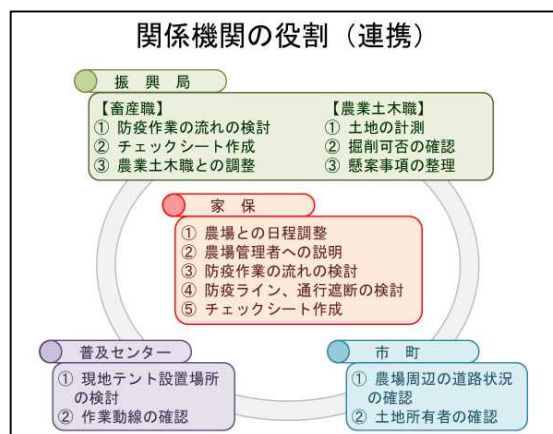 関係機関の役割（連携）
振興局
【畜産職】
① 防疫作業の流れの検討
② チェックシート作成
③ 農業土木職との調整
【農業土木職】
① 土地の計測
② 掘削可否の確認
③ 懸案事項の整理
家保
① 農場との日程調整
② 農場管理者への説明
③ 防疫作業の流れの検討
④ 防疫ライン、通行遮断の検討
⑤ チェックシート作成
普及センター
① 現地テント設置場所
の検討
② 作業動線の確認
市町
① 農場周辺の道路状況
の確認
② 土地所有者の確認